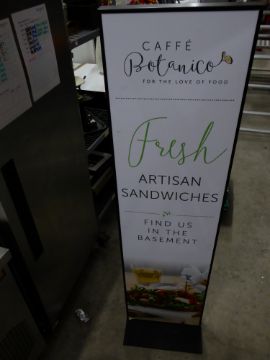 CAFFÉ
Botanico
FOR THE LOVE OF FOOD
Fresh
ARTISAN
SANDWICHES
FIND US
IN THE
BASEMENT